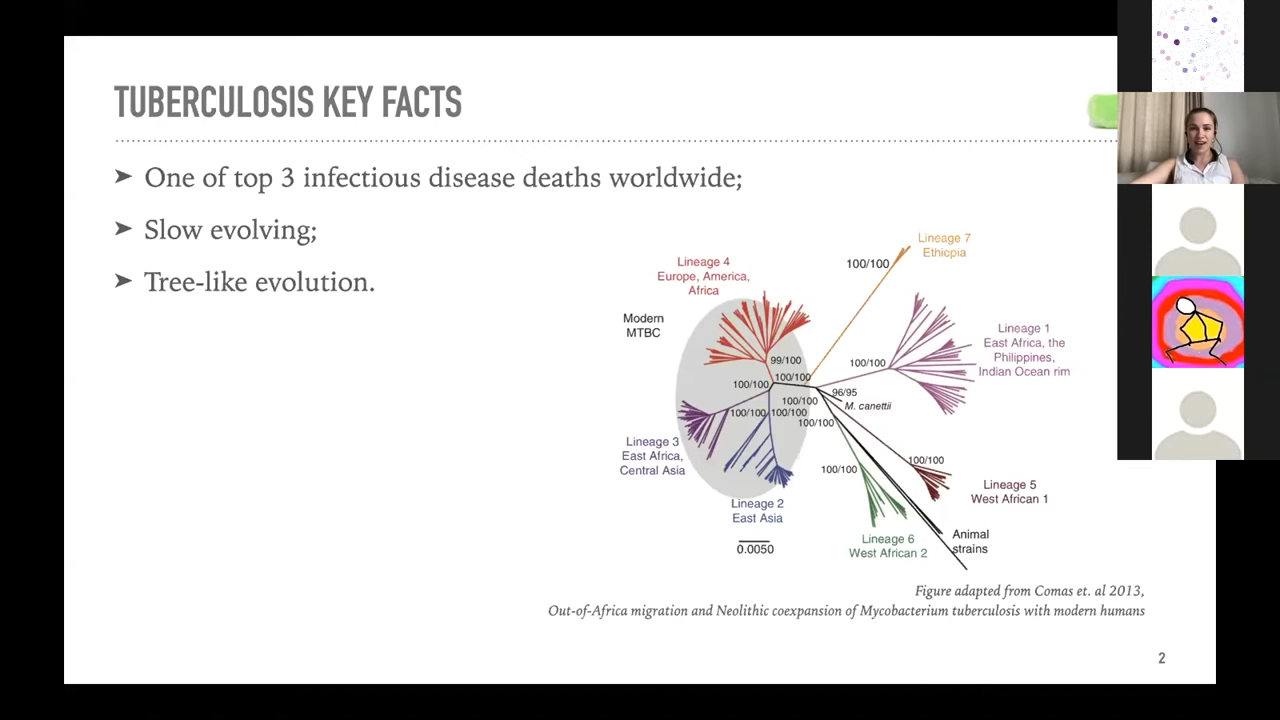 TUBERCULOSIS KEY FACTS
➤ One of top 3 infectious disease deaths worldwide;
➤ Slow evolving;
➤ Tree-like evolution.
Lineage 7
Ethiopia
100/100
Lineage 4
Europe, America,
Africa
Modern
MTBC
99/100
100/100
100/100
100/100
100/100
100/100
100/100
100/100
96/95
M. canettii
Lineage 1
East Africa, the
Philippines,
Indian Ocean rim
Lineage 3
East Africa,
Central Asia
Lineage 2
East Asia
0.0050
100/100
Lineage 6
West African 2
100/100
Lineage 5
West African 1
Animal
strains
Figure adapted from Comas et. al 2013,
Out-of-Africa migration and Neolithic coexpansion of Mycobacterium tuberculosis with modern humans
2